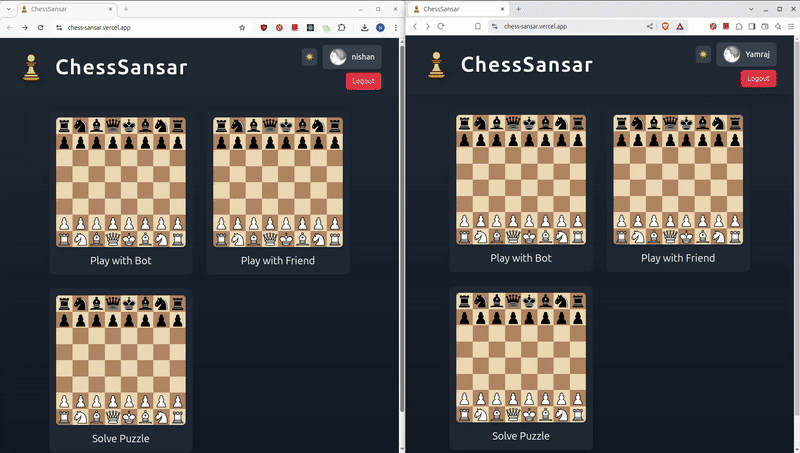 ChessSansar
chess-sansar.vercel.app
ChessSansar
nishan
Logout
Play with Bot
Play with Friend
Solve Puzzle
ChessSansar
chess-sansar.vercel.app
ChessSansar
Yamraj
Logout
Play with Bot
Play with Friend
Solve Puzzle